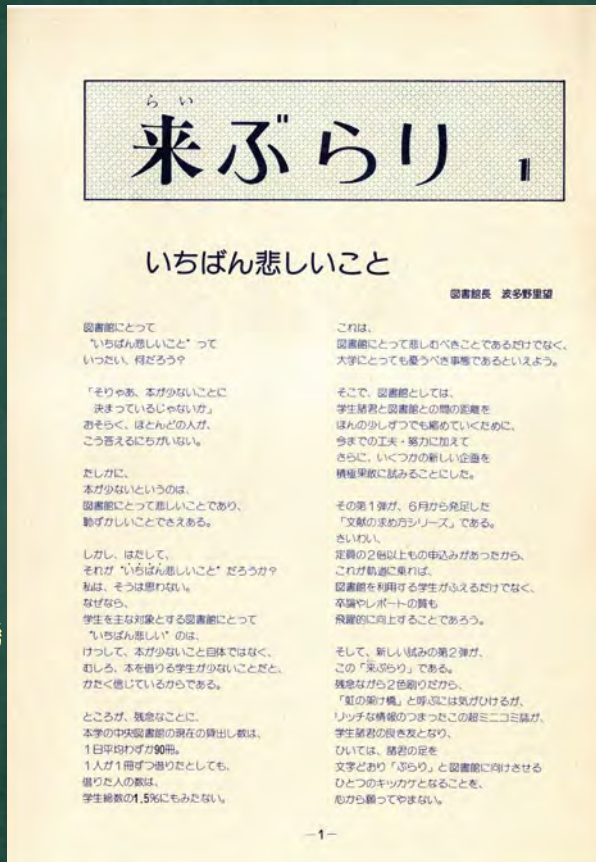 らい
来ぶらり 1
いちばん悲しいこと
図書館長 波多野里望
図書館にとって
"いちばん悲しいこと" って
いったい、何だろう?
「そりゃあ、本が少ないことに
決まっているじゃないか」
おそらく、ほとんどの人が、
こう答えるにちがいない。
たしかに、
本が少ないというのは、
図書館にとって悲しいことであり、
恥ずかしいことでさえある。
しかし、はたして、
それが "いちばん悲しいこと" だろうか?
私は、そうは思わない。
なぜなら、
学生を主な対象とする図書館にとって
"いちばん悲しい" のは、
けっして、本が少ないこと自体ではなく、
むしろ、本を借りる学生が少ないことだと、
かたく信じているからである。
ところが、残念なことに、
本学の中央図書館の現在の貸出し数は、
1日平均わずか90冊。
1人が1冊ずつ借りたとしても、
借りた人の数は、
学生総数の1.5%にもみたない。
これは、
図書館にとって悲しむべきことであるだけでなく、
大学にとっても憂うべき事態であるといえよう。
そこで、図書館としては、
学生諸君と図書館との間の距離を
ほんの少しずつでも縮めていくために、
今までの工夫・努力に加えて
さらに、いくつかの新しい企画を
積極果敢に試みることにした。
その第1弾が、6月から発足した
「文献の求め方シリーズ」である。
さいわい、
定員の2倍以上もの申込みがあったから、
これが軌道に乗れば、
図書館を利用する学生がふえるだけでなく、
卒論やレポートの質も
飛躍的に向上することであろう。
そして、新しい試みの第2弾が、
この「来ぶらり」である。
残念ながら2色刷りだから、
「虹の架け橋」と呼ぶには気がひけるが、
リッチな情報のつまったこの超ミニコミ誌が、
学生諸君の良き友となり、
ひいては、諸君の足を
文字どおり「ぶらり」と図書館に向けさせる
ひとつのキッカケとなることを、
心から願ってやまない。
—1—